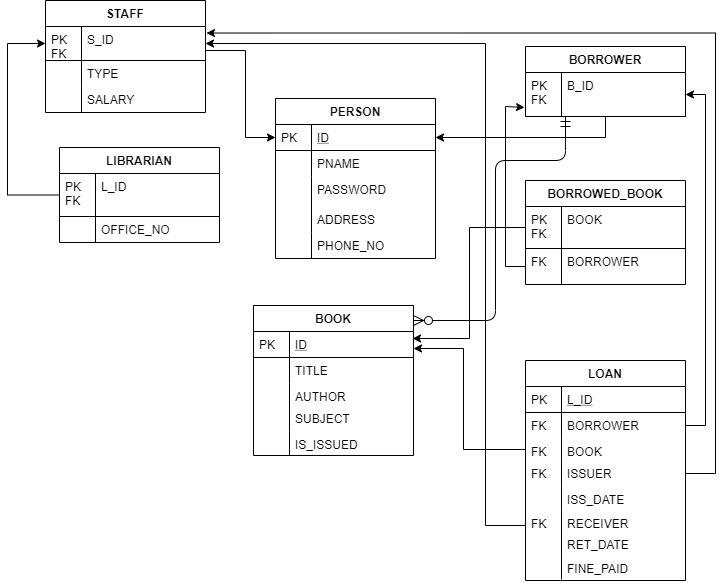 STAFF
PK S_ID
FK
TYPE
SALARY
LIBRARIAN
PK L_ID
FK
OFFICE_NO
PERSON
PK ID
PNAME
PASSWORD
ADDRESS
PHONE_NO
BORROWER
PK B_ID
FK
BORROWED_BOOK
PK BOOK
FK
FK BORROWER
BOOK
PK ID
TITLE
AUTHOR
SUBJECT
IS_ISSUED
LOAN
PK L_ID
FK BORROWER
FK BOOK
FK ISSUER
ISS_DATE
FK RECEIVER
RET_DATE
FINE_PAID